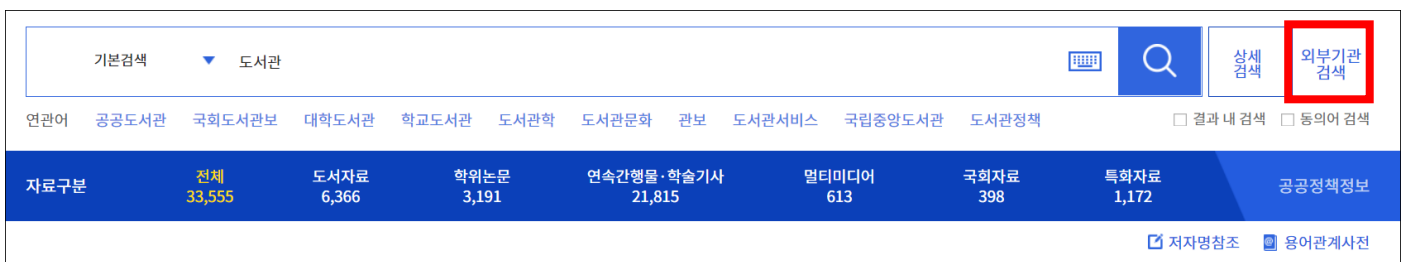 기본검색 도서관 상세 검색 외부기관 검색
연관어 공공도서관 국회도서관보 대학도서관 학교도서관 도서관학 도서관문화 관보 도서관서비스 국립중앙도서관 도서관정책 결과 내 검색 동의어 검색
자료구분 전체 도서자료 학위논문 연속간행물·학술기사 멀티미디어 국회자료 특화자료 공공정책정보
33,555 6,366 3,191 21,815 613 398 1,172
저자명참조 용어관계사전